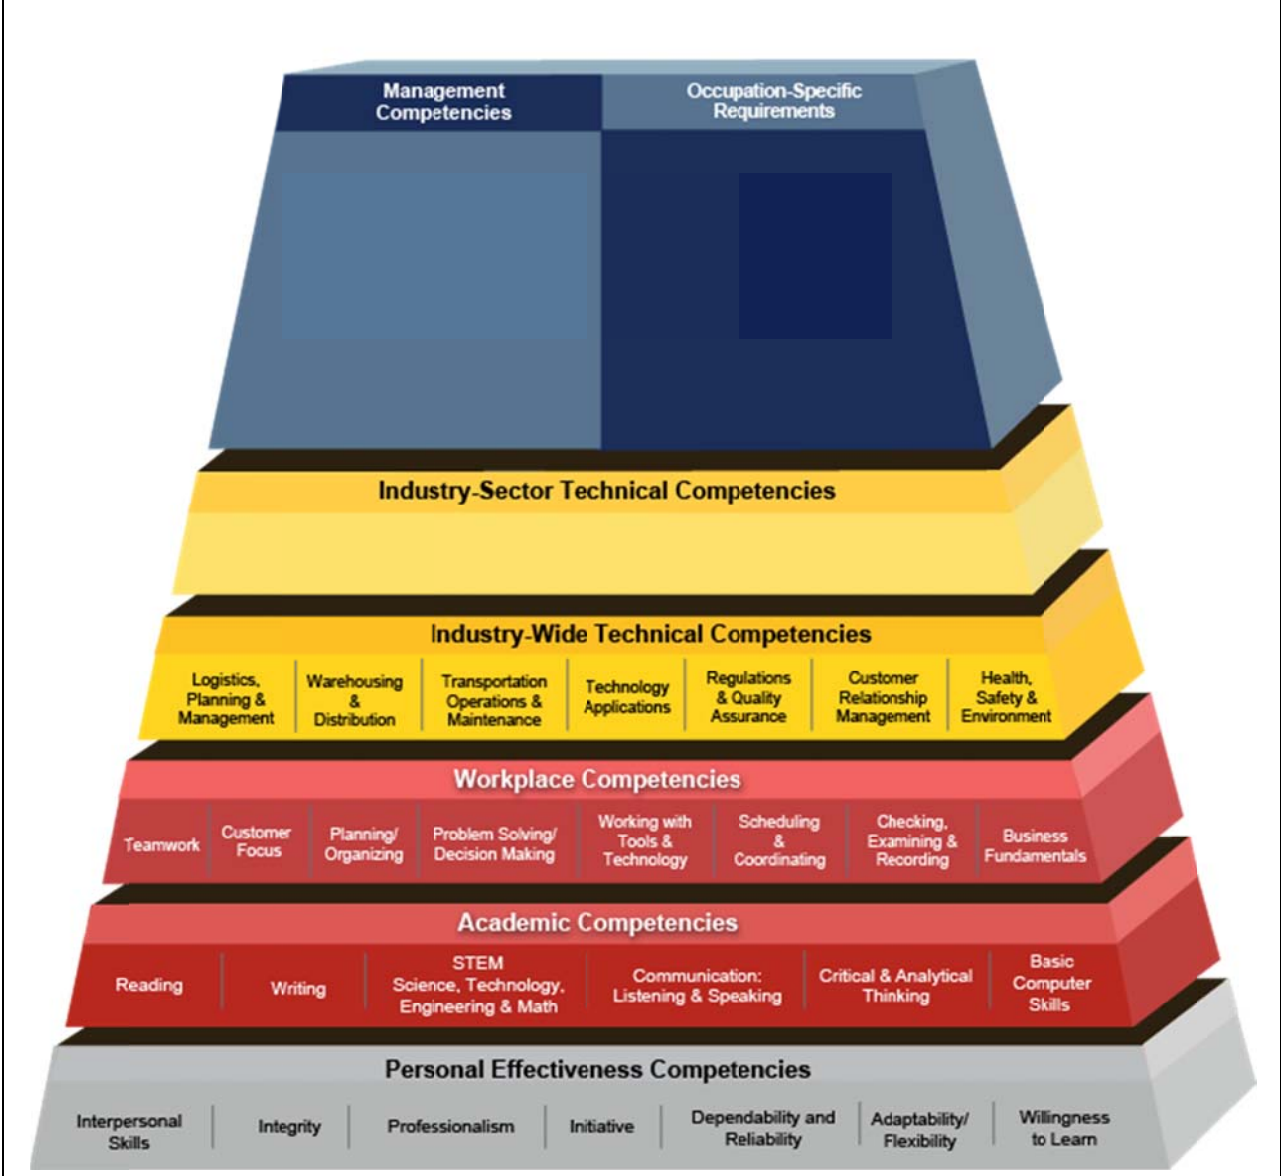 Management
Competencies
Occupation-Specific
Requirements
Industry-Sector Technical Competencies
Industry-Wide Technical Competencies
Logistics,
Planning &
Management
Warehousing
&
Distribution
Transportation
Operations &
Maintenance
Technology
Applications
Regulations
& Quality
Assurance
Customer
Relationship
Management
Health,
Safety &
Environment
Workplace Competencies
Teamwork
Customer
Focus
Planning/
Organizing
Problem Solving/
Decision Making
Working with
Tools &
Technology
Scheduling
&
Coordinating
Checking,
Examining &
Recording
Business
Fundamentals
Academic Competencies
Reading
Writing
STEM
Science, Technology,
Engineering & Math
Communication:
Listening & Speaking
Critical & Analytical
Thinking
Basic
Computer
Skills
Personal Effectiveness Competencies
Interpersonal
Skills
Integrity
Professionalism
Initiative
Dependability and
Reliability
Adaptability/
Flexibility
Willingness
to Learn